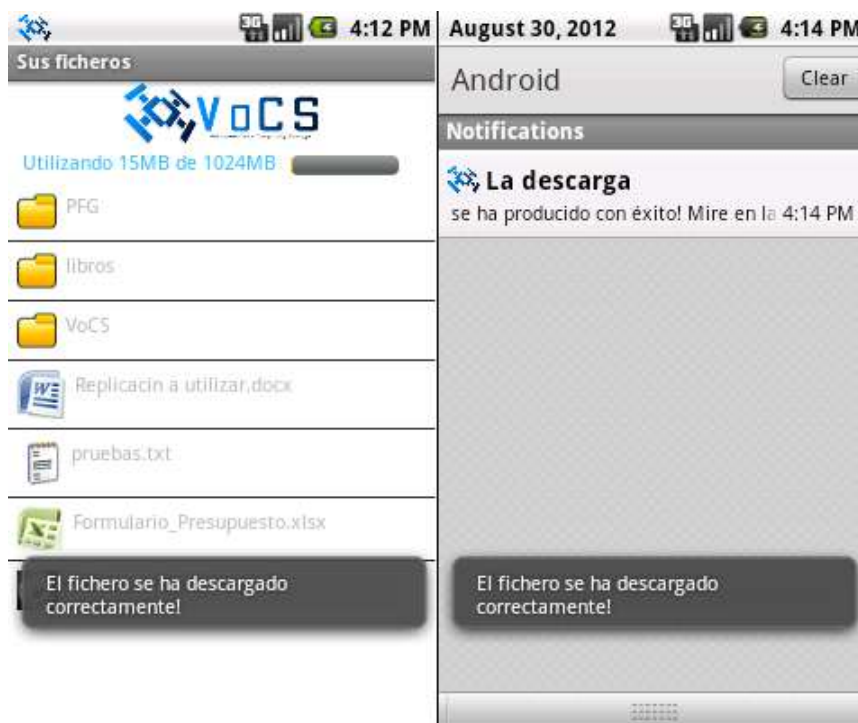 4:12 PM
Sus ficheros
VoCS
Utilizando 15MB de 1024MB
PFG
libros
VoCS
Replicacin a utilizar.docx
pruebas.txt
Formulario_Presupuesto.xlsx
El fichero se ha descargado
correctamente!
August 30, 2012 3G 4:14 PM
Android Clear
Notifications
La descarga
se ha producido con éxito! Mire en la 4:14 PM
El fichero se ha descargado
correctamente!